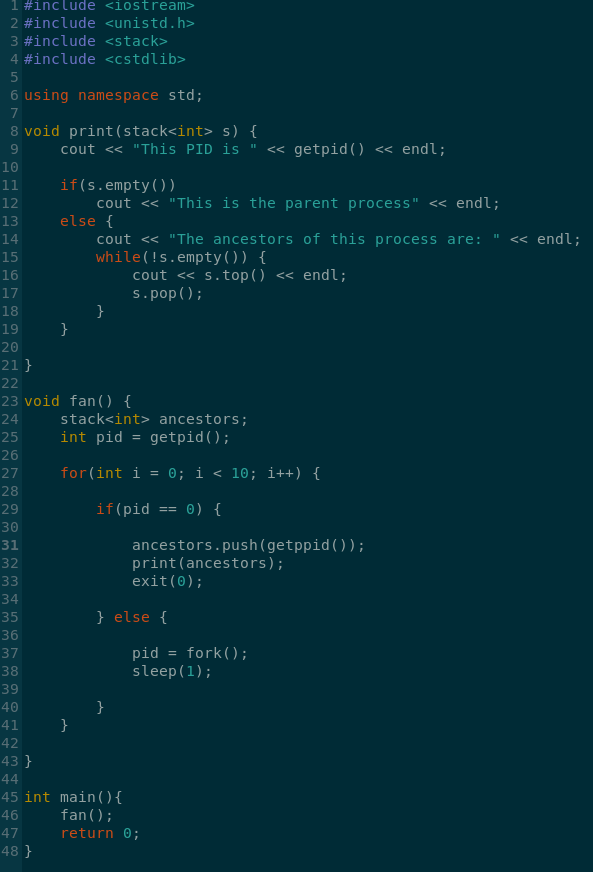 1 #include <iostream>
2 #include <unistd.h>
3 #include <stack>
4 #include <cstdlib>
5
6 using namespace std;
7
8 void print(stack<int> s) {
9     cout << "This PID is " << getpid() << endl;
10
11     if(s.empty())
12         cout << "This is the parent process" << endl;
13     else {
14         cout << "The ancestors of this process are: " << endl;
15         while(!s.empty()) {
16             cout << s.top() << endl;
17             s.pop();
18         }
19     }
20
21 }
22
23 void fan() {
24     stack<int> ancestors;
25     int pid = getpid();
26
27     for(int i = 0; i < 10; i++) {
28
29         if(pid == 0) {
30
31             ancestors.push(getppid());
32             print(ancestors);
33             exit(0);
34
35         } else {
36
37             pid = fork();
38             sleep(1);
39
40         }
41     }
42
43 }
44
45 int main(){
46     fan();
47     return 0;
48 }